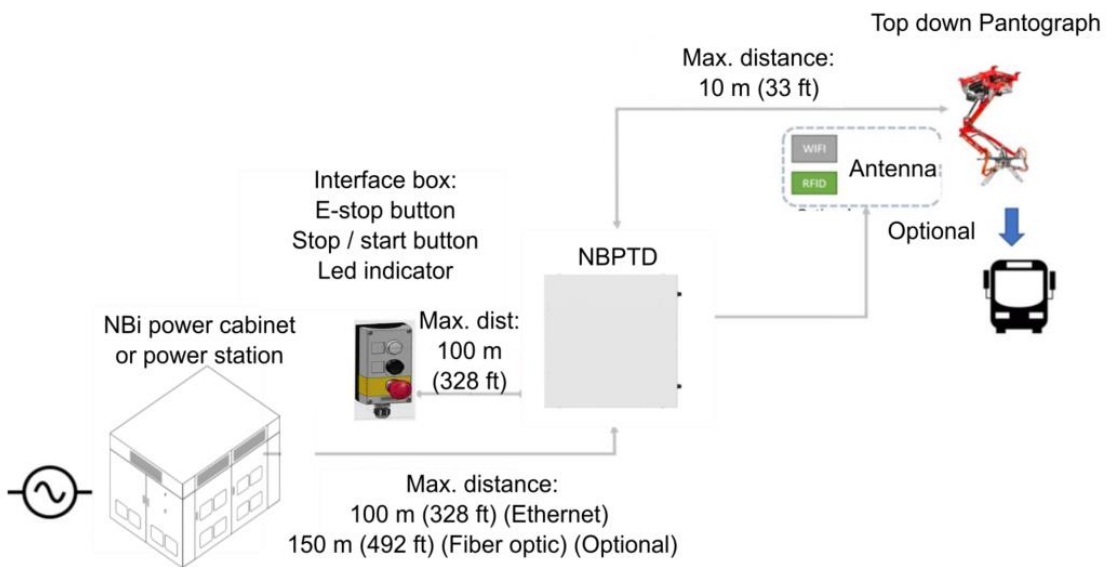 Top down Pantograph
Max. distance:
10 m (33 ft)
WIFI
RFID
Antenna
Optional
Interface box:
E-stop button
Stop / start button
Led indicator
NBPTD
NBi power cabinet
or power station
Max. dist:
100 m
(328 ft)
Max. distance:
100 m (328 ft) (Ethernet)
150 m (492 ft) (Fiber optic) (Optional)